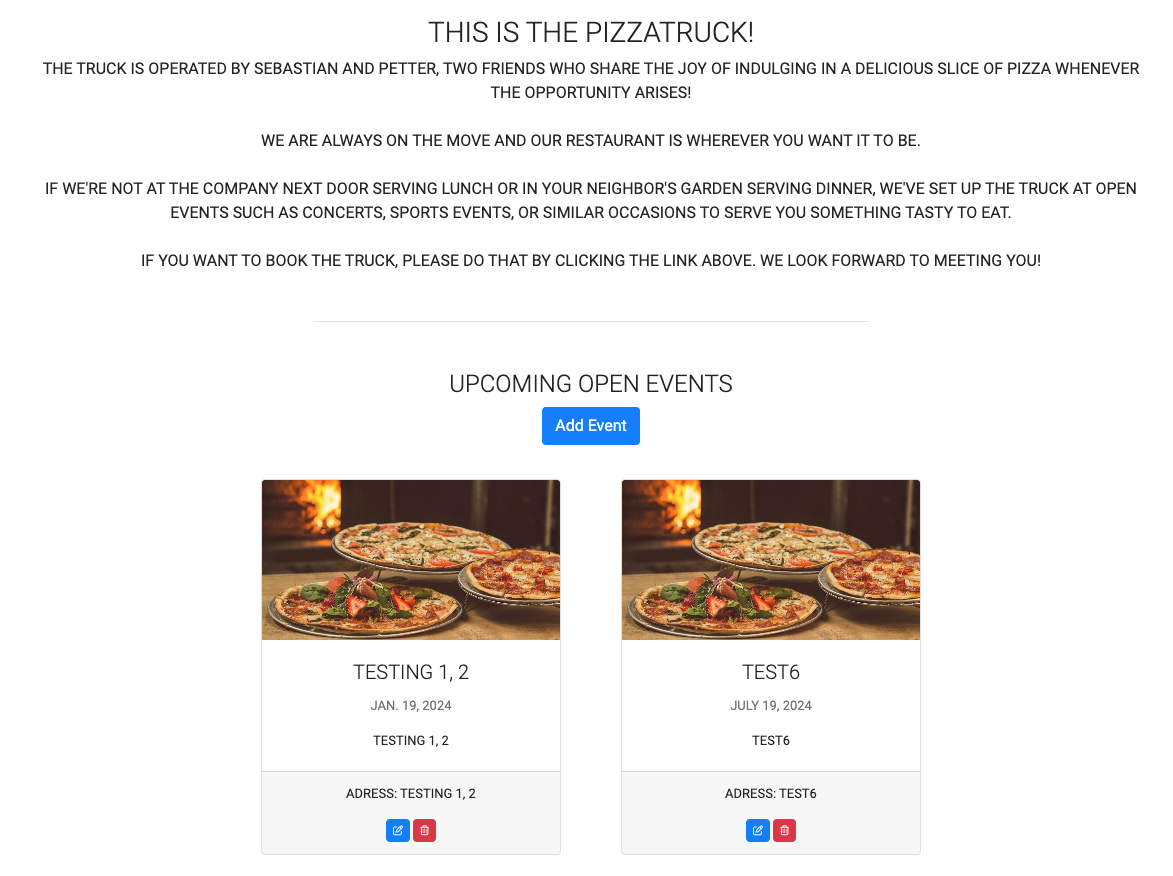 THIS IS THE PIZZATRUCK!
THE TRUCK IS OPERATED BY SEBASTIAN AND PETTER, TWO FRIENDS WHO SHARE THE JOY OF INDULGING IN A DELICIOUS SLICE OF PIZZA WHENEVER
THE OPPORTUNITY ARISES!
WE ARE ALWAYS ON THE MOVE AND OUR RESTAURANT IS WHEREVER YOU WANT IT TO BE.
IF WE'RE NOT AT THE COMPANY NEXT DOOR SERVING LUNCH OR IN YOUR NEIGHBOR'S GARDEN SERVING DINNER, WE'VE SET UP THE TRUCK AT OPEN
EVENTS SUCH AS CONCERTS, SPORTS EVENTS, OR SIMILAR OCCASIONS TO SERVE YOU SOMETHING TASTY TO EAT.
IF YOU WANT TO BOOK THE TRUCK, PLEASE DO THAT BY CLICKING THE LINK ABOVE. WE LOOK FORWARD TO MEETING YOU!
UPCOMING OPEN EVENTS
Add Event
TESTING 1, 2
JAN. 19, 2024
TESTING 1, 2
ADRESS: TESTING 1, 2
TEST6
JULY 19, 2024
TEST6
ADRESS: TEST6